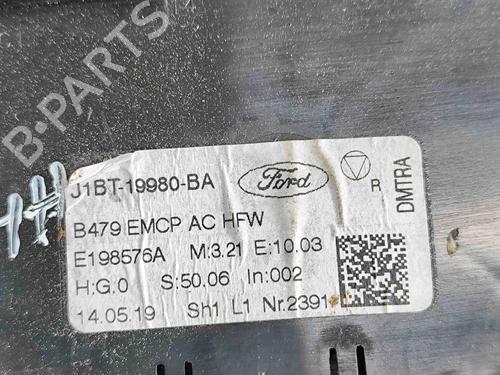 B-PARTS
J1BT-19980-BA
Ford
R
DMTRA
B479 EMCP AC HFW
E198576A M:3.21 E:10.03
H:G.0 S:50.06 In:002
14.05.19 Sh1 L1 Nr.2391